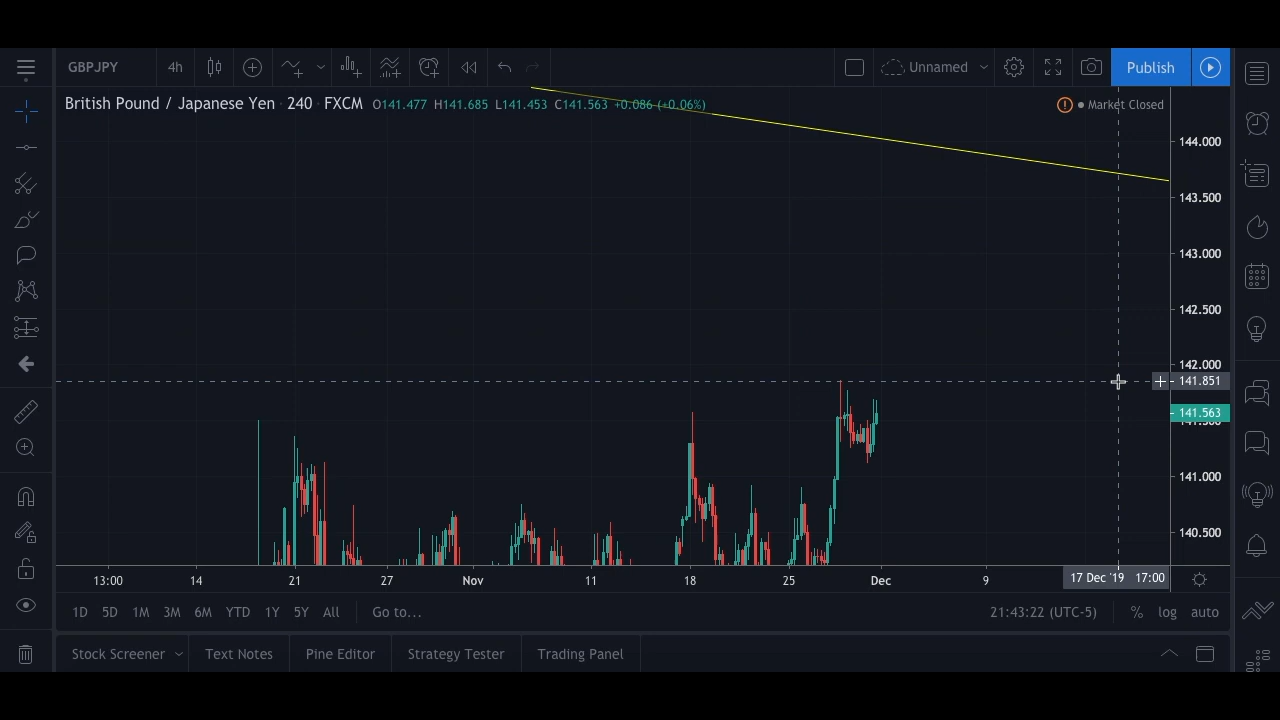 GBPJPY 4h Unnamed Publish
British Pound / Japanese Yen · 240 · FXCM O141.477 H141.685 L141.453 C141.563 +0.086 (+0.06%) Market Closed
144.000
143.500
143.000
142.500
142.000
141.851
141.563
141.500
141.000
140.500
13:00 14 21 27 Nov 11 18 25 Dec 9 17 Dec '19 17:00
1D 5D 1M 3M 6M YTD 1Y 5Y All Go to... 21:43:22 (UTC-5) % log auto
Stock Screener Text Notes Pine Editor Strategy Tester Trading Panel